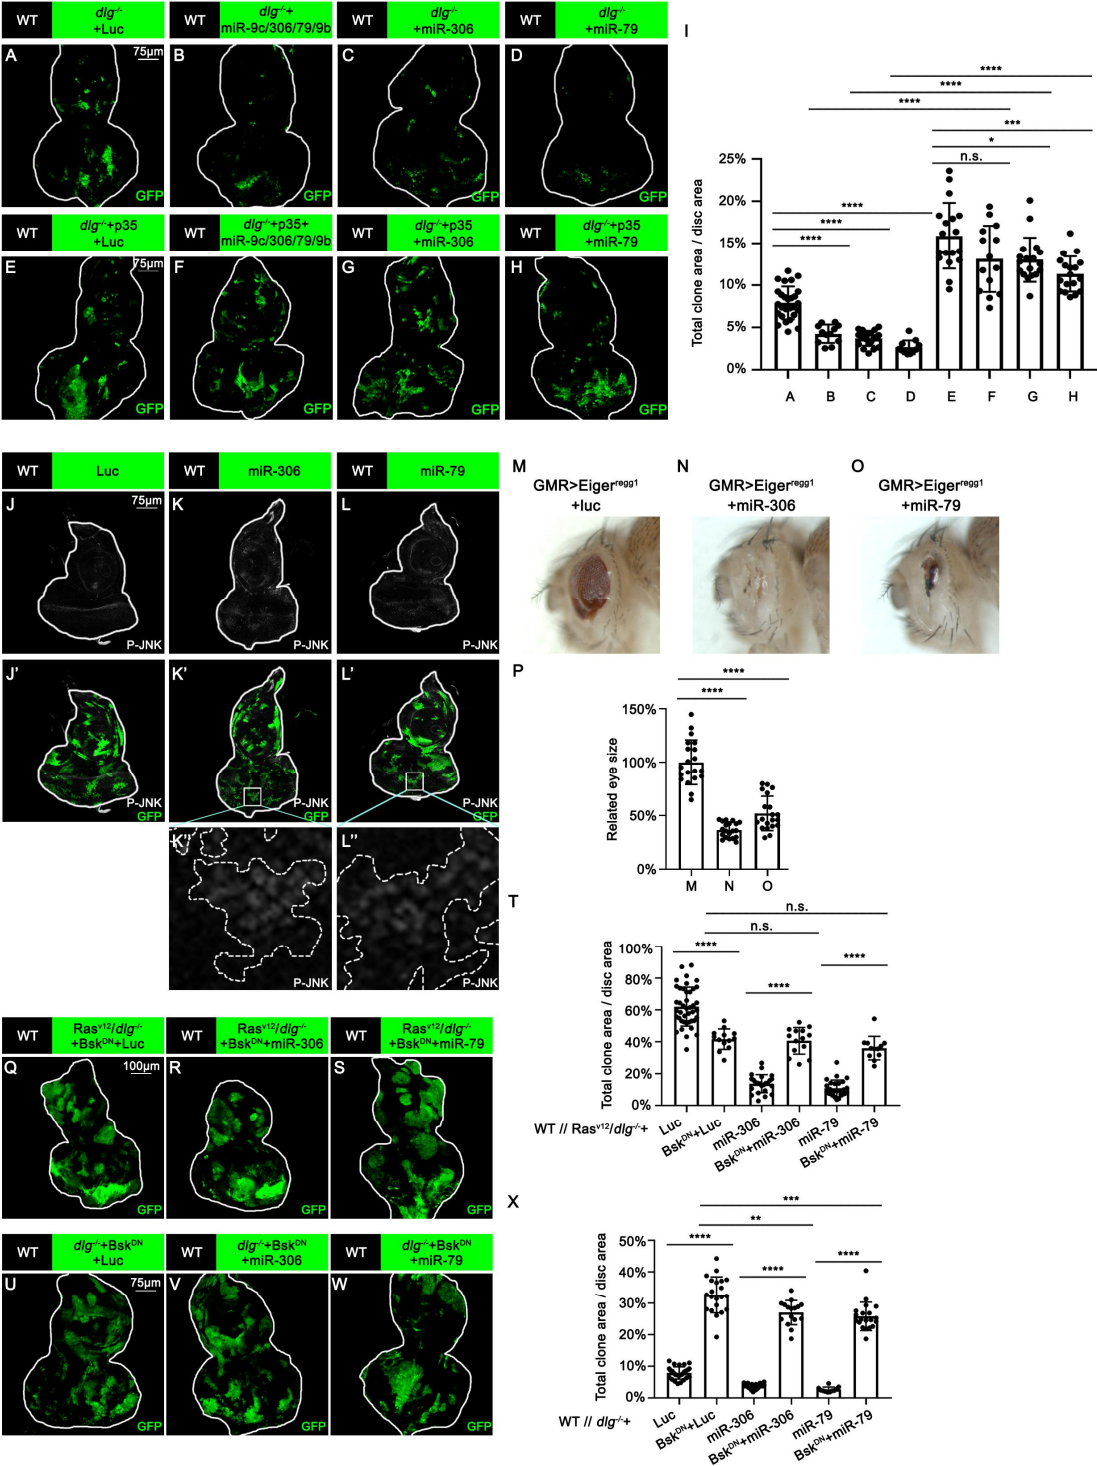 WT dlg-/- +Luc
WT dlg-/-+ miR-9c/306/79/9b
WT dlg-/- +miR-306
WT dlg-/- +miR-79
A 75μm GFP
B GFP
C GFP
D GFP
WT dlg-/-+p35 +Luc
WT dlg-/-+p35+ miR-9c/306/79/9b
WT dlg-/-+p35 +miR-306
WT dlg-/-+p35 +miR-79
E 75μm GFP
F GFP
G GFP
H GFP
I
****
****
****
***
*
n.s.
****
****
****
Total clone area / disc area
25%
20%
15%
10%
5%
0%
A B C D E F G H
WT Luc
WT miR-306
WT miR-79
J 75μm P-JNK
K P-JNK
L P-JNK
J' P-JNK GFP
K' P-JNK GFP
L' P-JNK GFP
K'' P-JNK
L'' P-JNK
M
GMR>Eigerregg1
+luc
N
GMR>Eigerregg1
+miR-306
O
GMR>Eigerregg1
+miR-79
P
****
****
Related eye size
150%
100%
50%
0%
M N O
T
n.s.
n.s.
****
****
****
Total clone area / disc area
100%
80%
60%
40%
20%
0%
WT // Rasv12/dlg-/-+
Luc
BskDN+Luc
miR-306
BskDN+miR-306
miR-79
BskDN+miR-79
WT Rasv12/dlg-/- +BskDN+Luc
WT Rasv12/dlg-/- +BskDN+miR-306
WT Rasv12/dlg-/- +BskDN+miR-79
Q 100μm GFP
R GFP
S GFP
WT dlg-/-+BskDN +Luc
WT dlg-/-+BskDN +miR-306
WT dlg-/-+BskDN +miR-79
U 75μm GFP
V GFP
W GFP
X
***
**
****
****
****
Total clone area / disc area
50%
40%
30%
20%
10%
0%
WT // dlg-/-+
Luc
BskDN+Luc
miR-306
BskDN+miR-306
miR-79
BskDN+miR-79